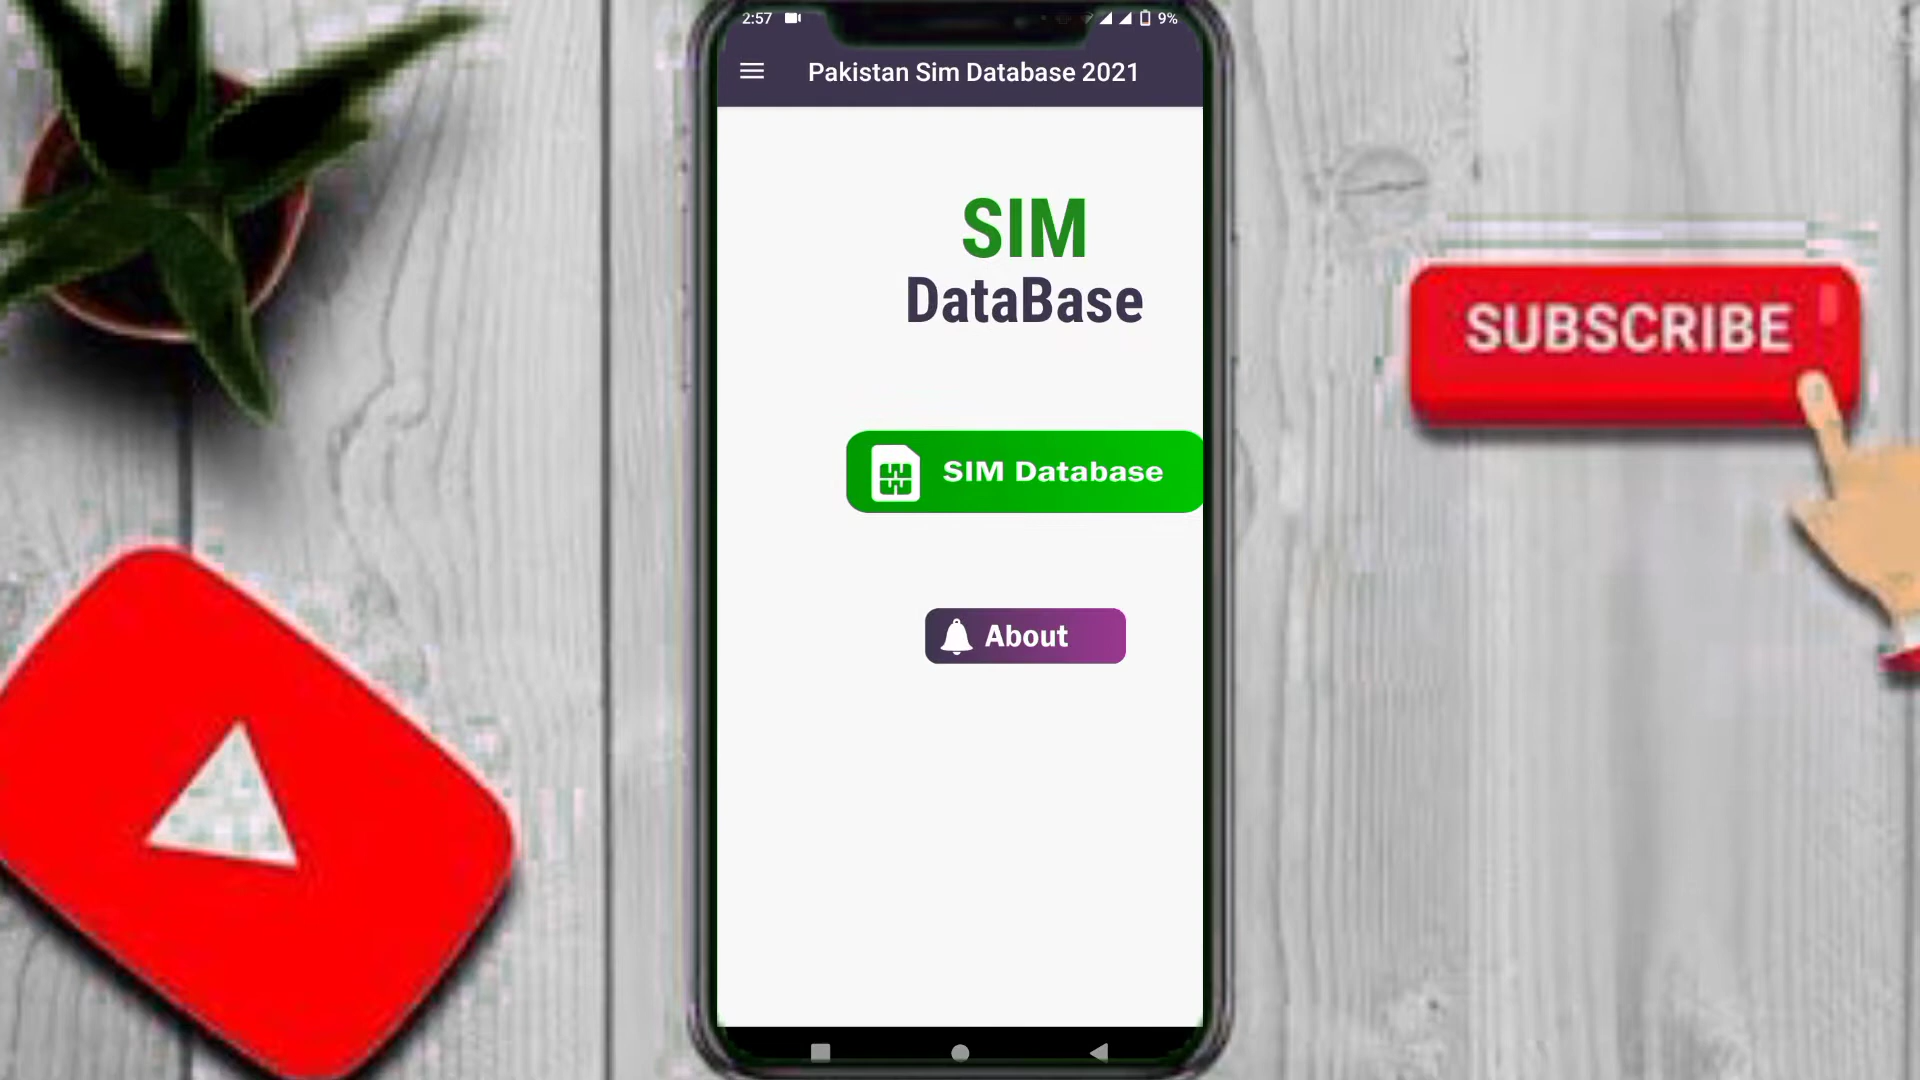 2:57
9%
Pakistan Sim Database 2021
SIM
DataBase
SIM Database
About
SUBSCRIBE